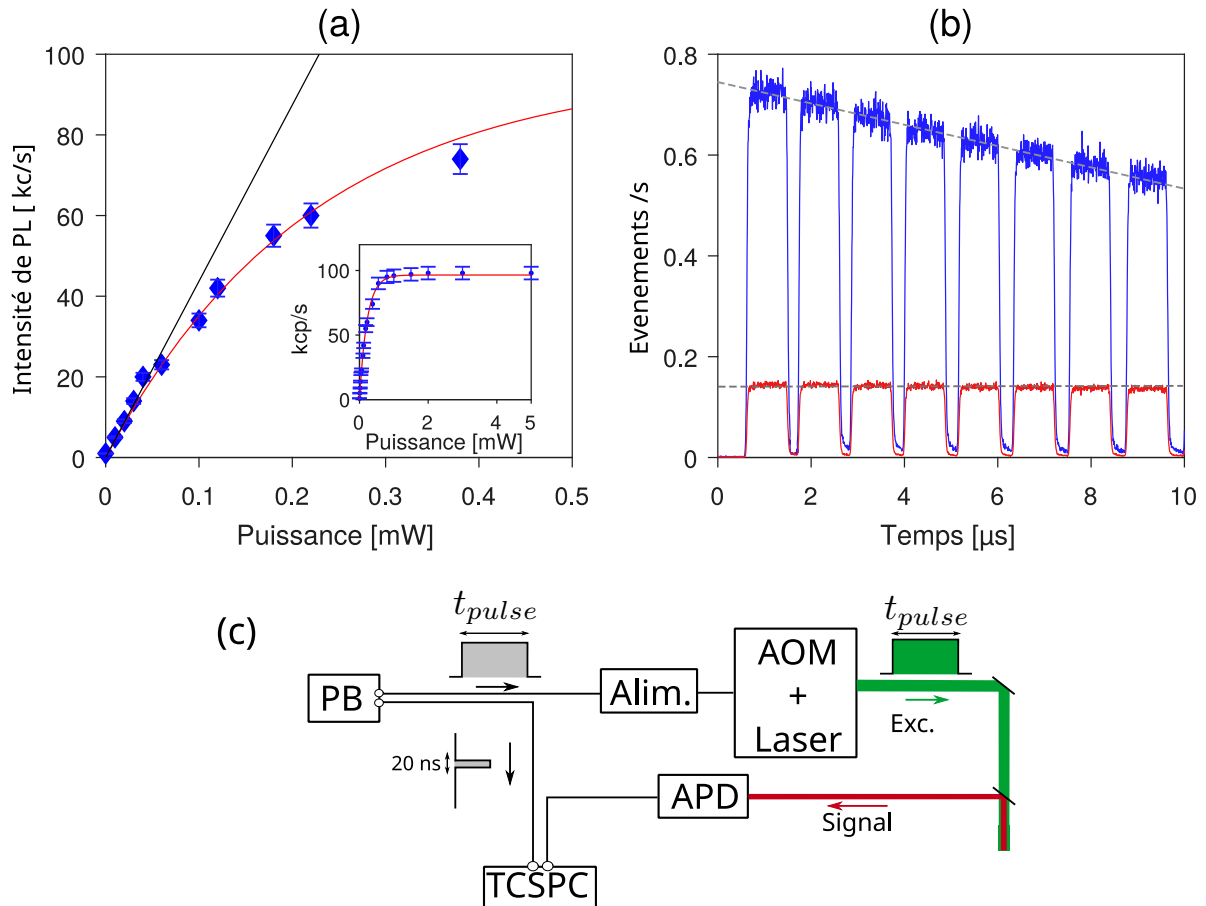 (a)
Intensité de PL [ kc/s]
100
80
60
40
20
0
0 0.1 0.2 0.3 0.4 0.5
Puissance [mW]
kcp/s
100
50
0
0 2 4 5
Puissance [mW]
(b)
Evenements /s
0.8
0.6
0.4
0.2
0
0 2 4 6 8 10
Temps [µs]
(c)
t_pulse
t_pulse
PB
Alim.
AOM
+
Laser
Exc.
20 ns
APD
Signal
TCSPC